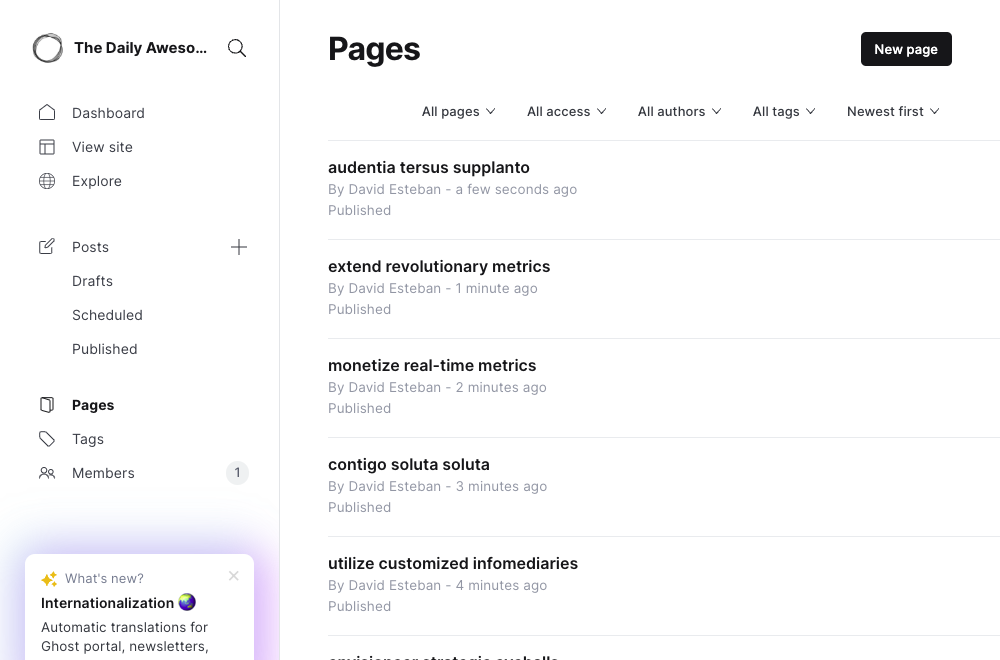 The Daily Aweso...
Dashboard
View site
Explore
Posts
Drafts
Scheduled
Published
Pages
Tags
Members
1
What's new?
Internationalization
Automatic translations for
Ghost portal, newsletters,
Pages
New page
All pages
All access
All authors
All tags
Newest first
audentia tersus supplanto
By David Esteban - a few seconds ago
Published
extend revolutionary metrics
By David Esteban - 1 minute ago
Published
monetize real-time metrics
By David Esteban - 2 minutes ago
Published
contigo soluta soluta
By David Esteban - 3 minutes ago
Published
utilize customized infomediaries
By David Esteban - 4 minutes ago
Published
envisioneer strategic eyeballs